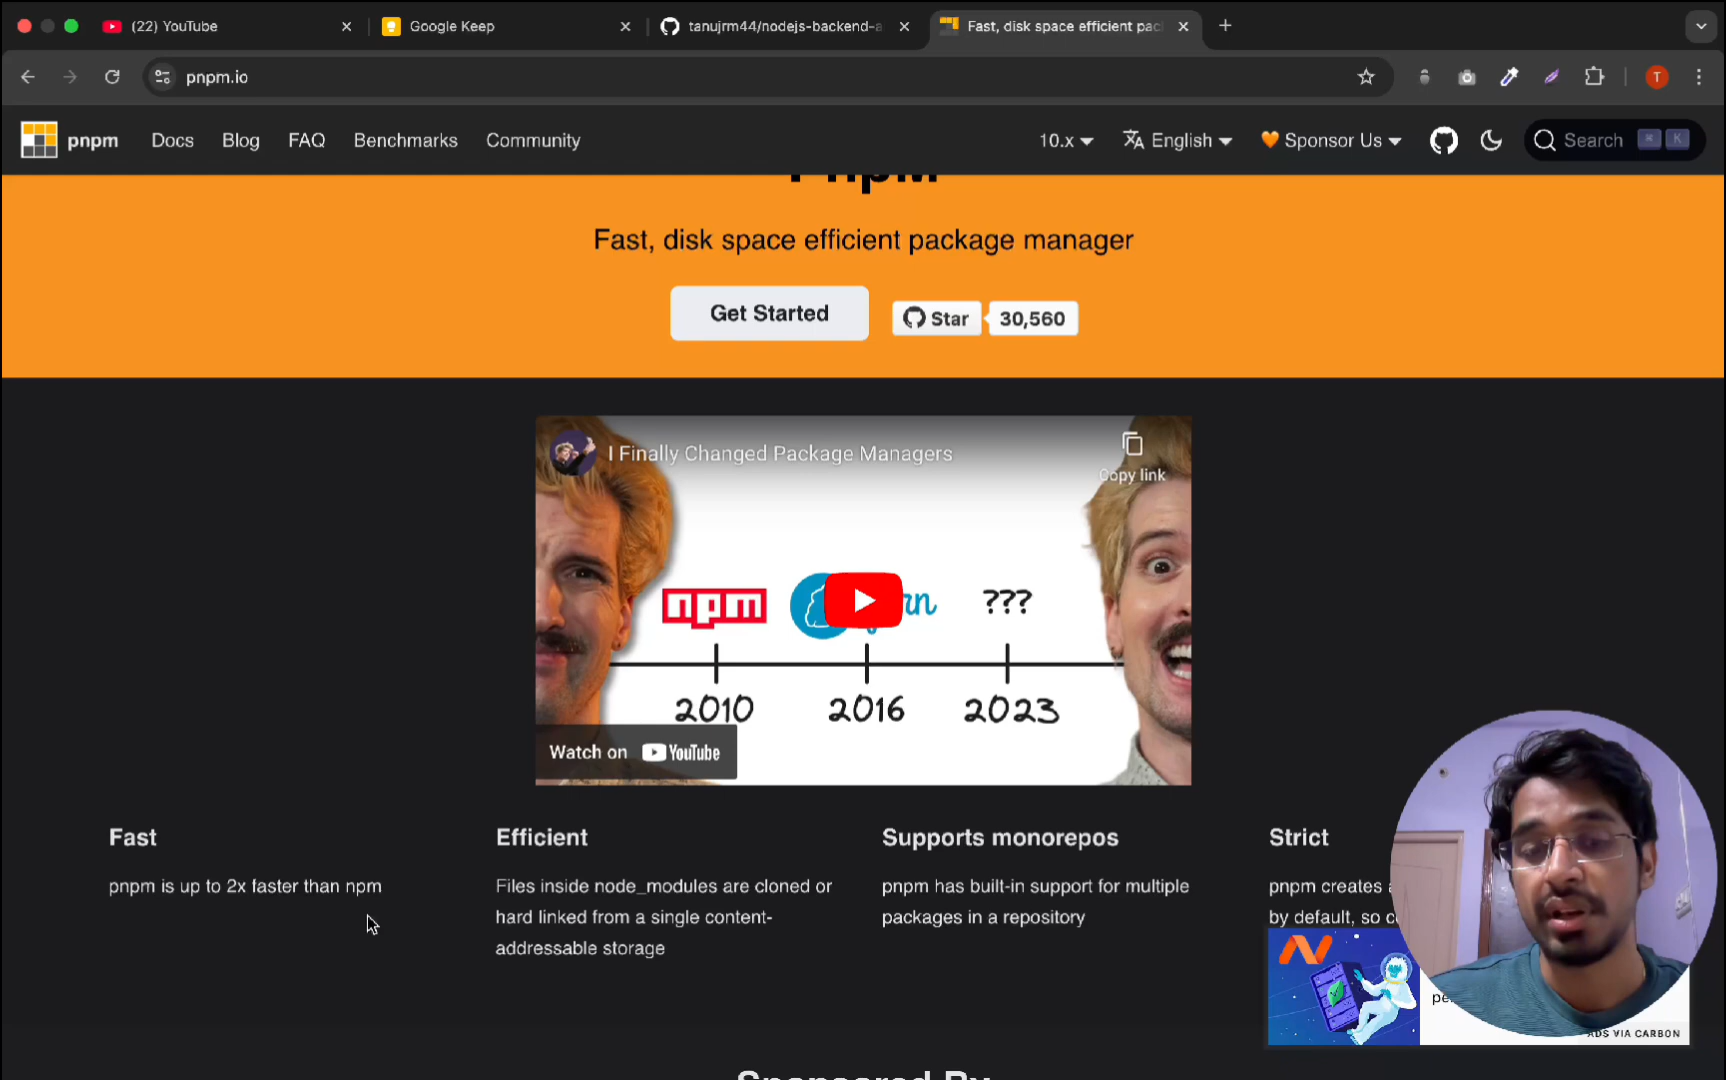 (22) YouTube
Google Keep
tanujrm44/nodejs-backend-a
Fast, disk space efficient pac
pnpm.io
T
pnpm
Docs
Blog
FAQ
Benchmarks
Community
10.x
English
Sponsor Us
Search
⌘ K
Fast, disk space efficient package manager
Get Started
Star
30,560
I Finally Changed Package Managers
Copy link
npm
rn
???
2010
2016
2023
Watch on YouTube
Fast
pnpm is up to 2x faster than npm
Efficient
Files inside node_modules are cloned or
hard linked from a single content-
addressable storage
Supports monorepos
pnpm has built-in support for multiple
packages in a repository
Strict
pnpm creates a
by default, so c
pe
ADS VIA CARBON
Sponsored By